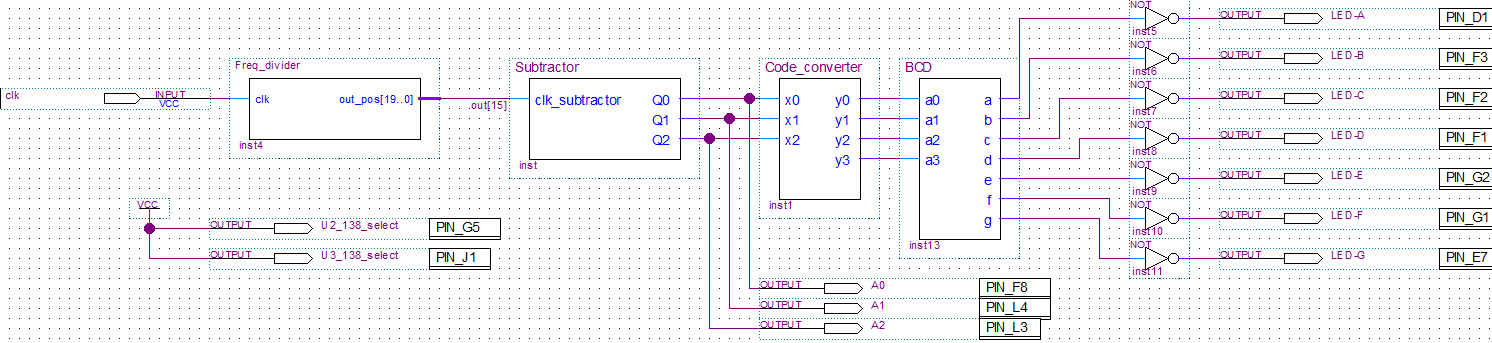 NOT
OUTPUT LED-A PIN_D1
inst5
NOT
OUTPUT LED-B PIN_F3
inst6
NOT
OUTPUT LED-C PIN_F2
inst7
NOT
OUTPUT LED-D PIN_F1
inst8
NOT
OUTPUT LED-E PIN_G2
inst9
NOT
OUTPUT LED-F PIN_G1
inst10
NOT
OUTPUT LED-G PIN_E7
inst11
clk INPUT
VCC
Freq_divider
clk out_pos[19..0]
inst4
.out[15]
Subtractor
clk_subtractor Q0
Q1
Q2
inst
Code_converter
x0 y0
x1 y1
x2 y2
y3
inst1
BCD
a0 a
a1 b
a2 c
a3 d
e
f
g
inst13
VCC
OUTPUT U2_138_select PIN_G5
OUTPUT U3_138_select PIN_J1
OUTPUT A0 PIN_F8
OUTPUT A1 PIN_L4
OUTPUT A2 PIN_L3